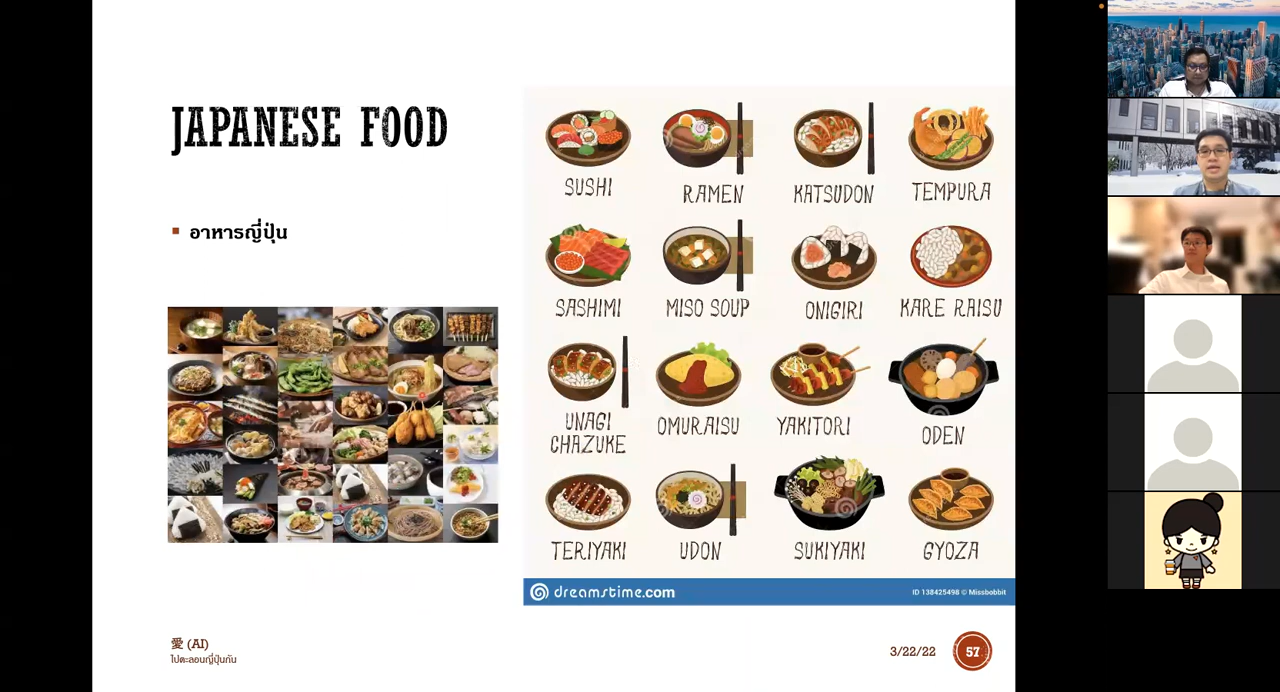 JAPANESE FOOD
▪ อาหารญี่ปุ่น
SUSHI
RAMEN
KATSUDON
TEMPURA
SASHIMI
MISO SOUP
ONIGIRI
KARE RAISU
UNAGI
CHAZUKE
OMURAISU
YAKITORI
ODEN
TERIYAKI
UDON
SUKIYAKI
GYOZA
dreamstime.com
ID 138425498 © Missbobbit
愛 (AI)
ไปตะลอนญี่ปุ่นกัน
3/22/22
57